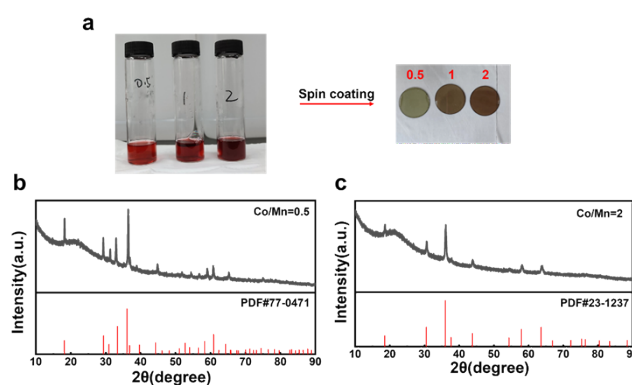 a
0.5
1
2
Spin coating
0.5 1 2
b
Co/Mn=0.5
Intensity(a.u.)
PDF#77-0471
10 20 30 40 50 60 70 80 90
2θ(degree)
c
Co/Mn=2
Intensity(a.u.)
PDF#23-1237
10 20 30 40 50 60 70 80 90
2θ(degree)